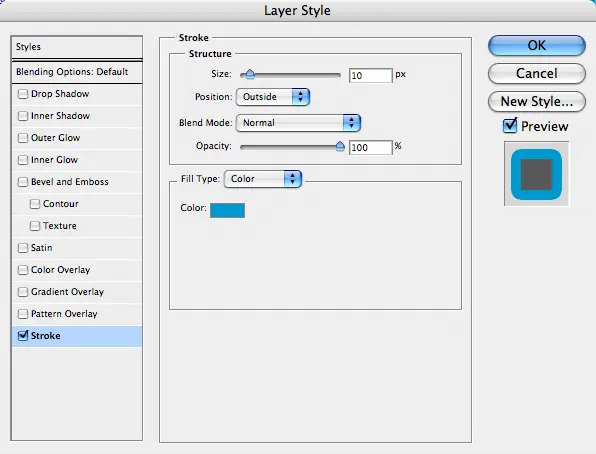 Layer Style
Styles
Blending Options: Default
Drop Shadow
Inner Shadow
Outer Glow
Inner Glow
Bevel and Emboss
Contour
Texture
Satin
Color Overlay
Gradient Overlay
Pattern Overlay
Stroke
Stroke
Structure
Size: 10 px
Position: Outside
Blend Mode: Normal
Opacity: 100 %
Fill Type: Color
Color:
OK
Cancel
New Style...
Preview